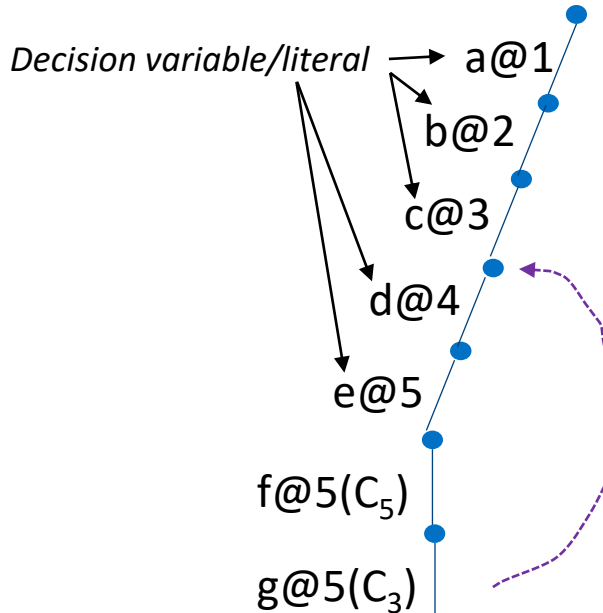 Decision variable/literal
a@1
b@2
c@3
d@4
e@5
f@5(C₅)
g@5(C₃)